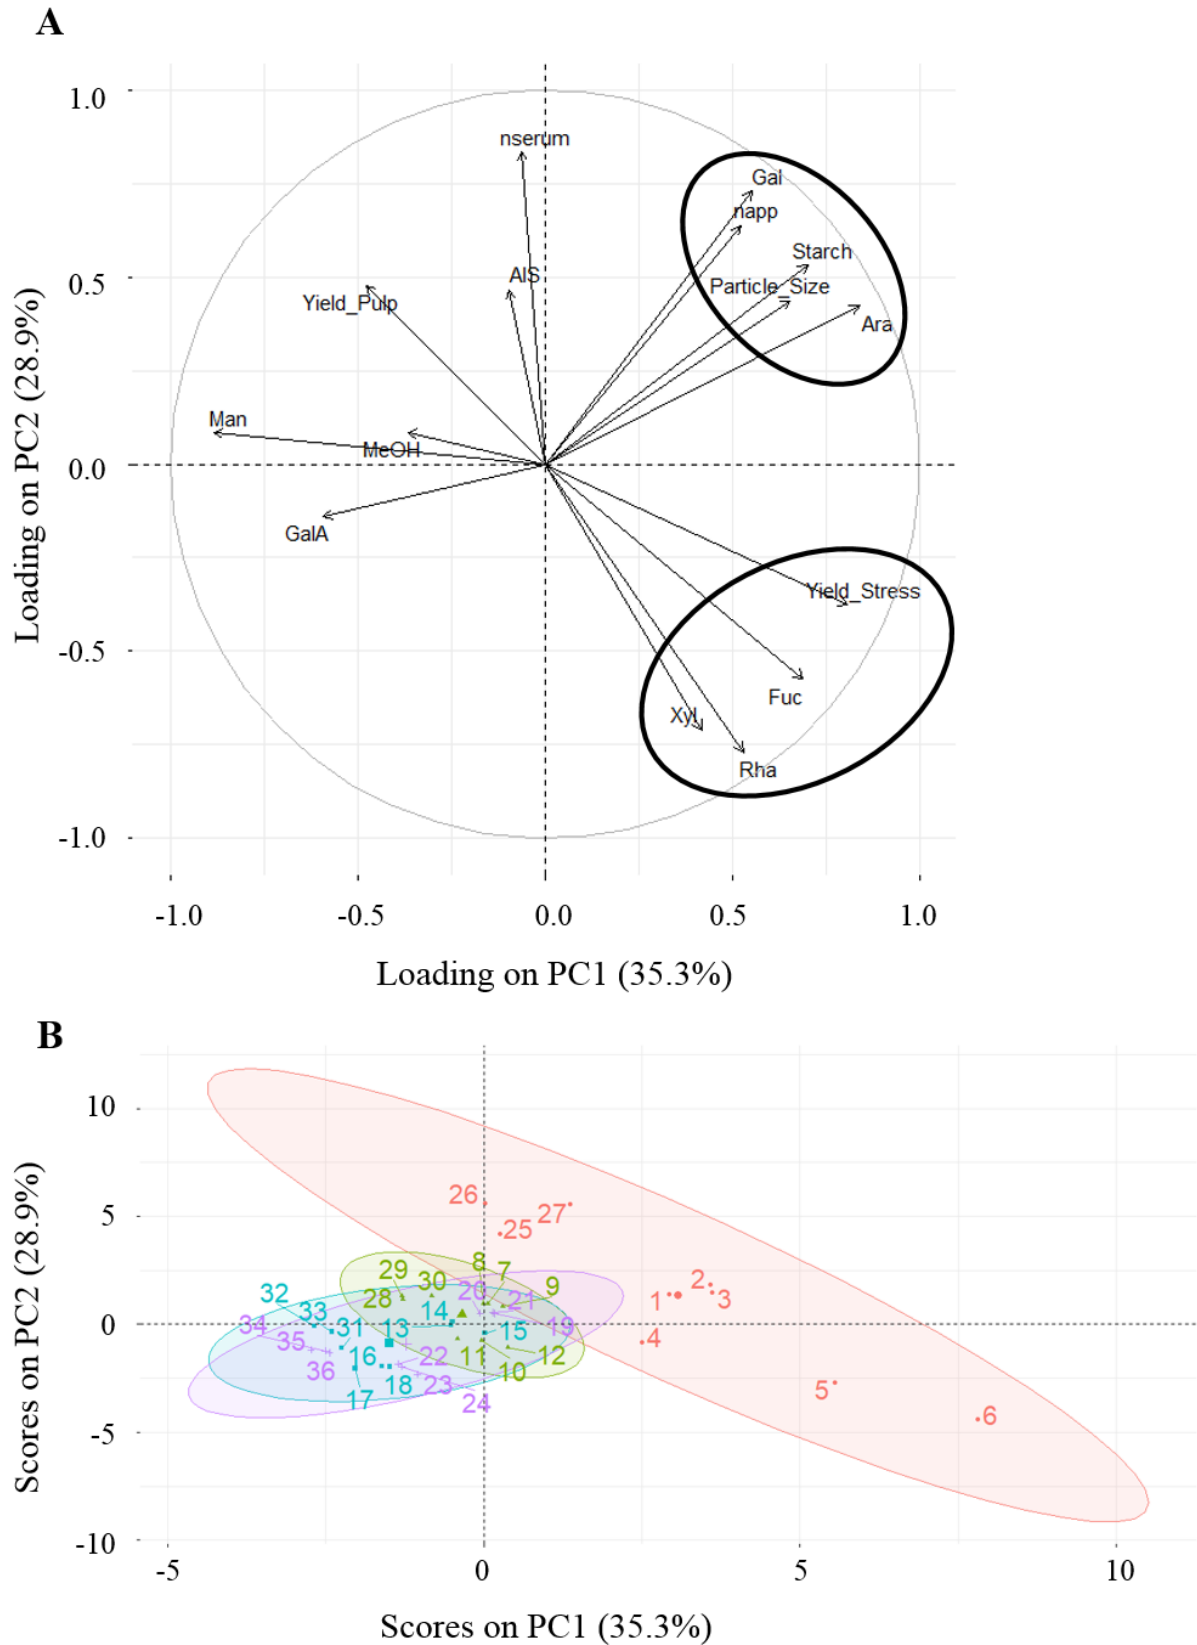 A
1.0
0.5
0.0
-0.5
-1.0
Loading on PC2 (28.9%)
nserum
Gal
napp
Starch
AIS
Particle_Size
Yield_Pulp
Ara
Man
MeOH
GalA
Yield_Stress
Fuc
Xyl
Rha
-1.0 -0.5 0.0 0.5 1.0
Loading on PC1 (35.3%)
B
10
5
0
-5
-10
Scores on PC2 (28.9%)
26
27
25
29 8 7
30 2
32 28 20 9 1 3
33 14 21
34 31 13 15 19 4
35 16 11 12
36 22 10
17 18 23 5
24 6
-5 0 5 10
Scores on PC1 (35.3%)